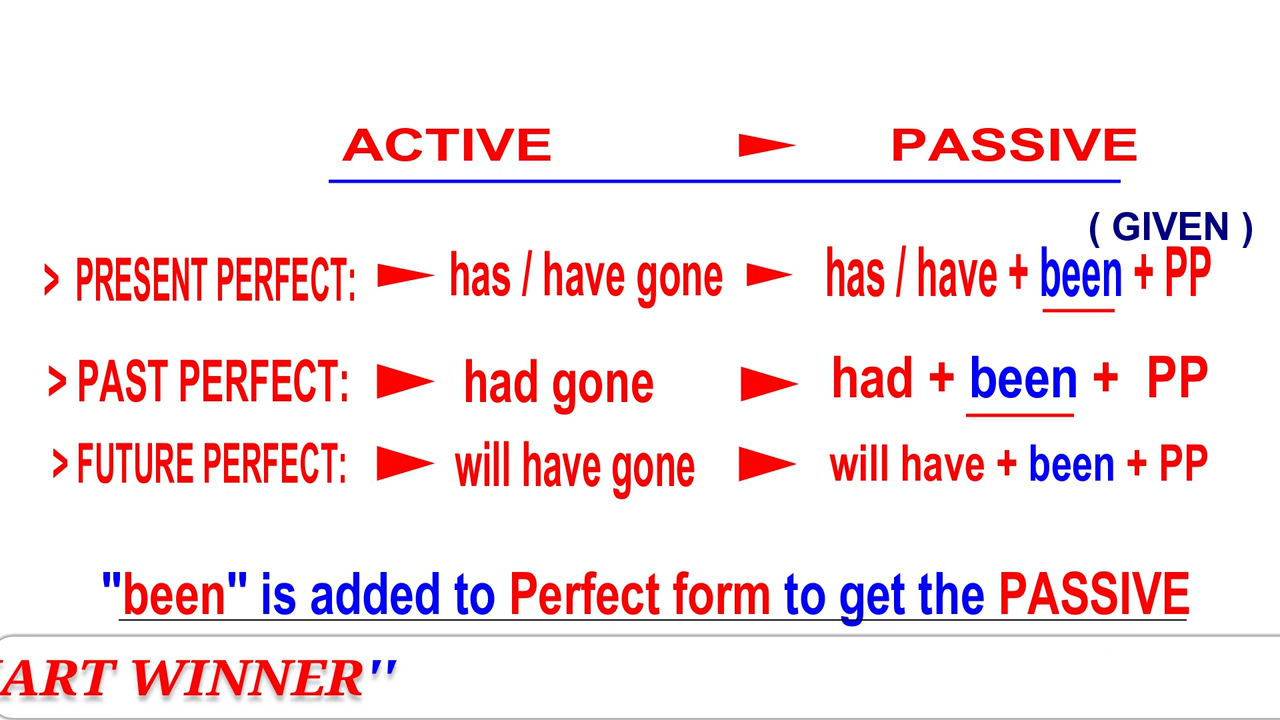 ACTIVE ► PASSIVE
( GIVEN )
> PRESENT PERFECT: ► has / have gone ► has / have + been + PP
> PAST PERFECT: ► had gone ► had + been + PP
> FUTURE PERFECT: ► will have gone ► will have + been + PP
"been" is added to Perfect form to get the PASSIVE
ART WINNER''